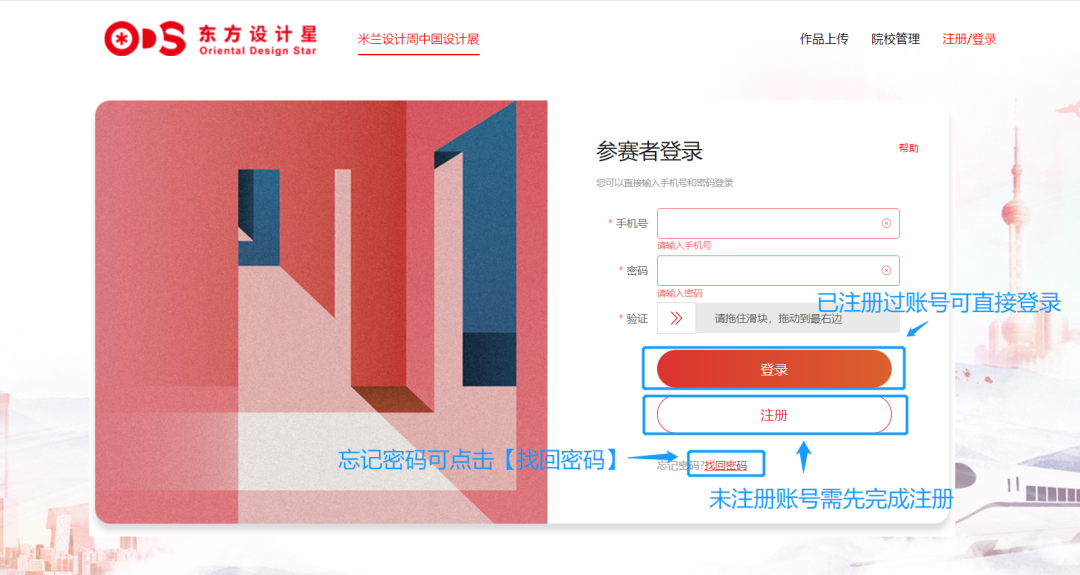 ODS 东方设计星
Oriental Design Star
米兰设计周中国设计展
作品上传 院校管理 注册/登录
参赛者登录
帮助
您可以直接输入手机号和密码登录
* 手机号
请输入手机号
* 密码
请输入密码
已注册过账号可直接登录
* 验证
请拖住滑块，拖动到最右边
登录
注册
忘记密码可点击【找回密码】
忘记密码?找回密码
未注册账号需先完成注册